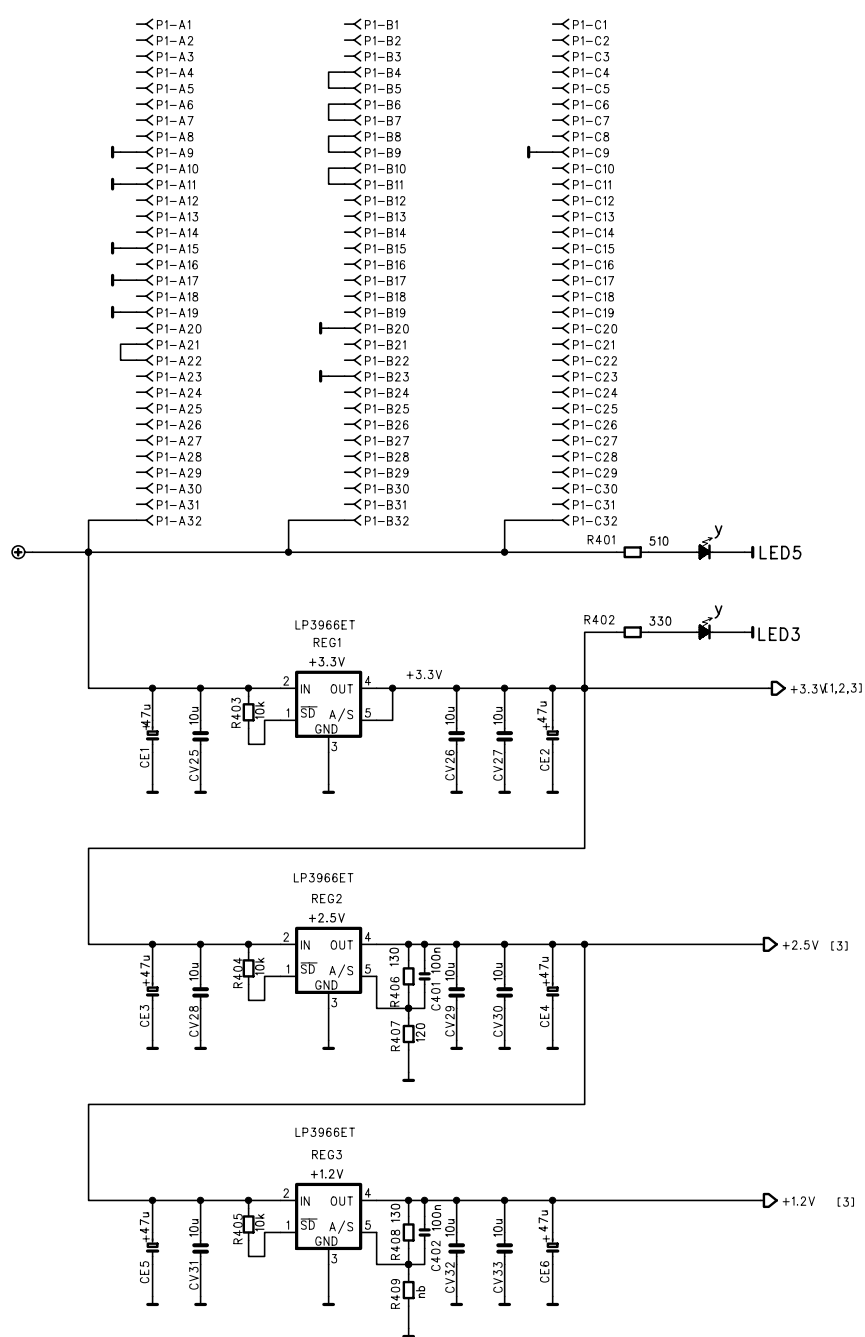 P1-A1 P1-B1 P1-C1
P1-A2 P1-B2 P1-C2
P1-A3 P1-B3 P1-C3
P1-A4 P1-B4 P1-C4
P1-A5 P1-B5 P1-C5
P1-A6 P1-B6 P1-C6
P1-A7 P1-B7 P1-C7
P1-A8 P1-B8 P1-C8
P1-A9 P1-B9 P1-C9
P1-A10 P1-B10 P1-C10
P1-A11 P1-B11 P1-C11
P1-A12 P1-B12 P1-C12
P1-A13 P1-B13 P1-C13
P1-A14 P1-B14 P1-C14
P1-A15 P1-B15 P1-C15
P1-A16 P1-B16 P1-C16
P1-A17 P1-B17 P1-C17
P1-A18 P1-B18 P1-C18
P1-A19 P1-B19 P1-C19
P1-A20 P1-B20 P1-C20
P1-A21 P1-B21 P1-C21
P1-A22 P1-B22 P1-C22
P1-A23 P1-B23 P1-C23
P1-A24 P1-B24 P1-C24
P1-A25 P1-B25 P1-C25
P1-A26 P1-B26 P1-C26
P1-A27 P1-B27 P1-C27
P1-A28 P1-B28 P1-C28
P1-A29 P1-B29 P1-C29
P1-A30 P1-B30 P1-C30
P1-A31 P1-B31 P1-C31
P1-A32 P1-B32 P1-C32
R401 510 y LED5
R402 330 y LED3
LP3966ET
REG1
+3.3V
+3.3V
2 IN OUT 4
1 SD A/S 5
GND
3
+3.3V[1,2,3]
CE1 +47u
CV25 10u
R403 10k
CV26 10u
CV27 10u
CE2 +47u
LP3966ET
REG2
+2.5V
2 IN OUT 4
1 SD A/S 5
GND
3
+2.5V [3]
CE3 +47u
CV28 10u
R404 10k
R406 130
C401 100n
R407 120
CV29 10u
CV30 10u
CE4 +47u
LP3966ET
REG3
+1.2V
2 IN OUT 4
1 SD A/S 5
GND
3
+1.2V [3]
CE5 +47u
CV31 10u
R405 10k
R408 130
C402 100n
R409 nb
CV32 10u
CV33 10u
CE6 +47u